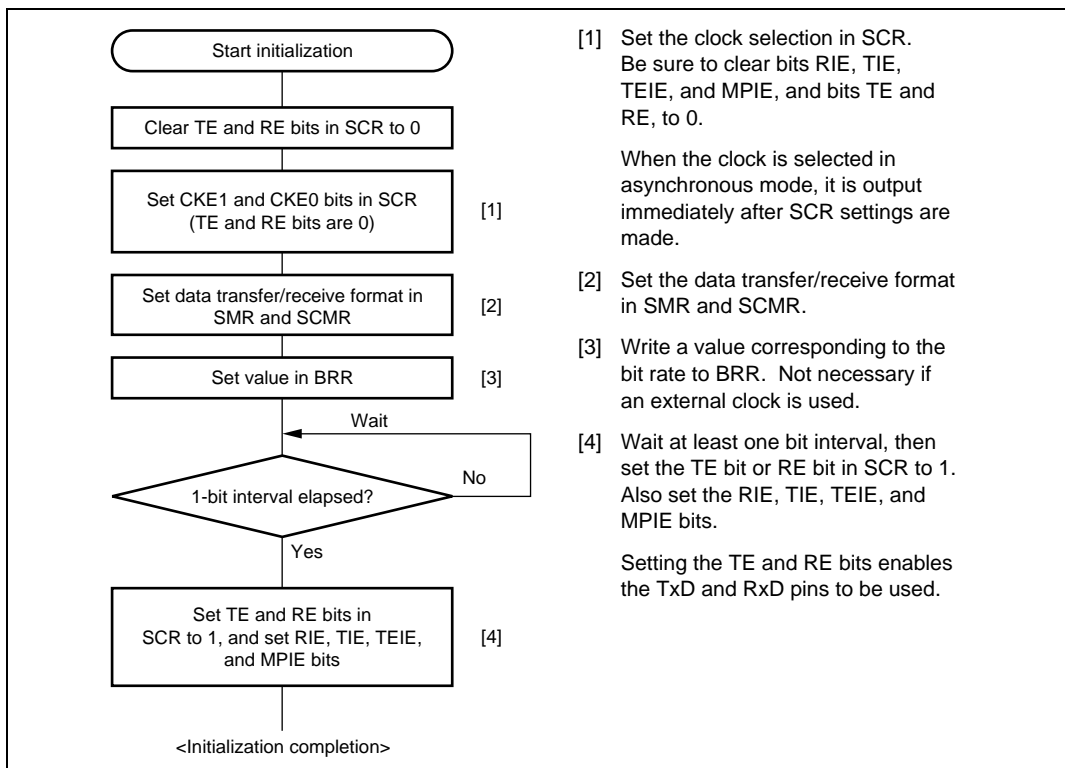 Start initialization
Clear TE and RE bits in SCR to 0
Set CKE1 and CKE0 bits in SCR
(TE and RE bits are 0)
[1]
Set data transfer/receive format in
SMR and SCMR
[2]
Set value in BRR
[3]
Wait
1-bit interval elapsed?
No
Yes
Set TE and RE bits in
SCR to 1, and set RIE, TIE, TEIE,
and MPIE bits
[4]
<Initialization completion>
[1] Set the clock selection in SCR.
Be sure to clear bits RIE, TIE,
TEIE, and MPIE, and bits TE and
RE, to 0.
When the clock is selected in
asynchronous mode, it is output
immediately after SCR settings are
made.
[2] Set the data transfer/receive format
in SMR and SCMR.
[3] Write a value corresponding to the
bit rate to BRR. Not necessary if
an external clock is used.
[4] Wait at least one bit interval, then
set the TE bit or RE bit in SCR to 1.
Also set the RIE, TIE, TEIE, and
MPIE bits.
Setting the TE and RE bits enables
the TxD and RxD pins to be used.